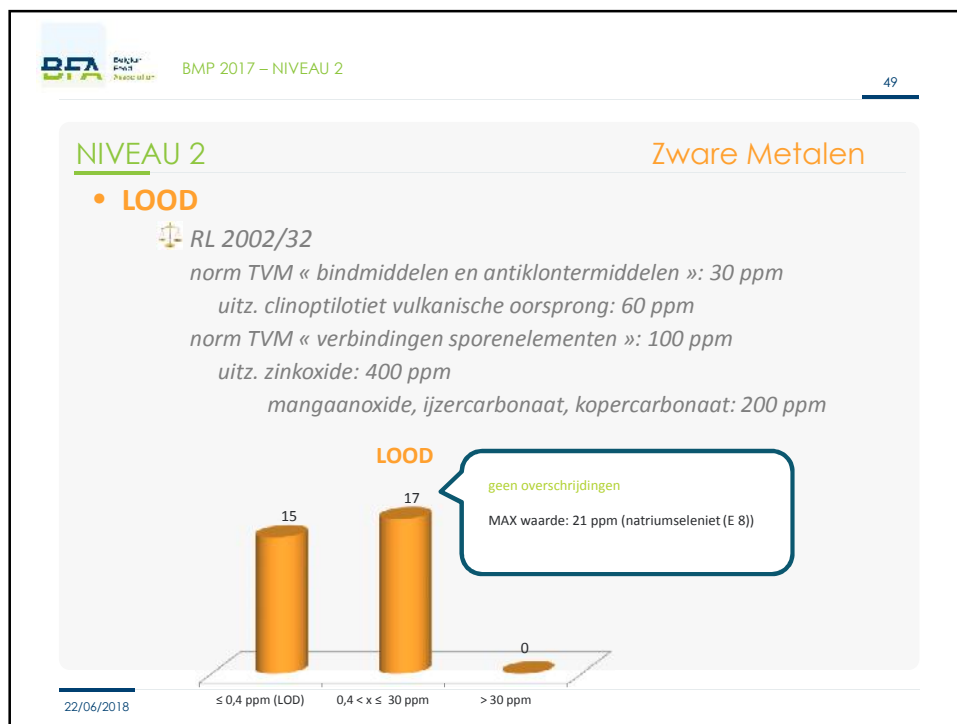 BFA
BMP 2017 – NIVEAU 2
49
NIVEAU 2
Zware Metalen
• LOOD
RL 2002/32
norm TVM « bindmiddelen en antiklontermiddelen »: 30 ppm
uitz. clinoptilotiet vulkanische oorsprong: 60 ppm
norm TVM « verbindingen sporenelementen »: 100 ppm
uitz. zinkoxide: 400 ppm
mangaanoxide, ijzercarbonaat, kopercarbonaat: 200 ppm
LOOD
geen overschrijdingen
MAX waarde: 21 ppm (natriumseleniet (E 8))
15
17
0
≤ 0,4 ppm (LOD)
0,4 < x ≤ 30 ppm
> 30 ppm
22/06/2018